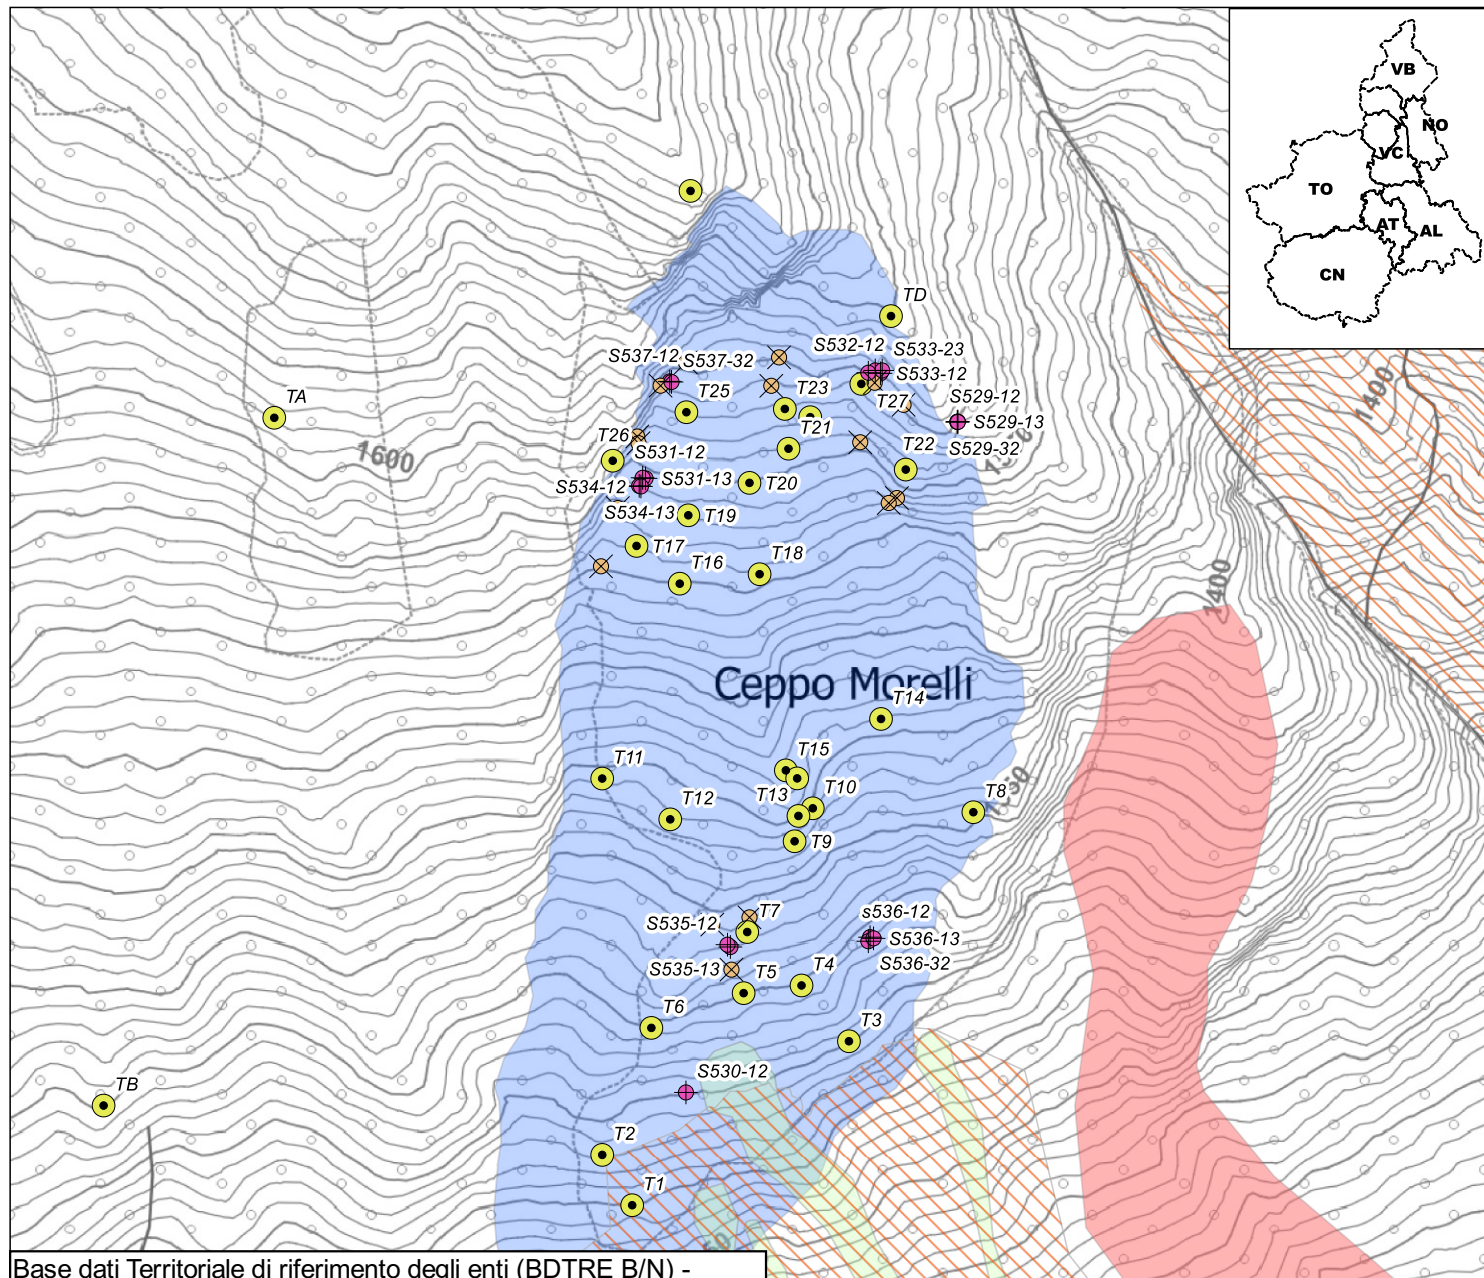 VB
NO
VC
TO
AT
AL
CN
TD
S532-12
S533-23
S537-12
S537-32
S533-12
T25
T23
T27
S529-12
TA
S529-13
1400
T21
T26
T22
S529-32
1600
S531-12
S534-12
S531-13
T20
S534-13
T19
T17
T18
T16
1400
Ceppo Morelli
T14
T15
T11
T13
T10
T8
T12
T9
T7
s536-12
S535-12
S536-13
S535-13
T5
T4
S536-32
T6
T3
S530-12
TB
T2
T1
Base dati Territoriale di riferimento degli enti (BDTRE B/N) -